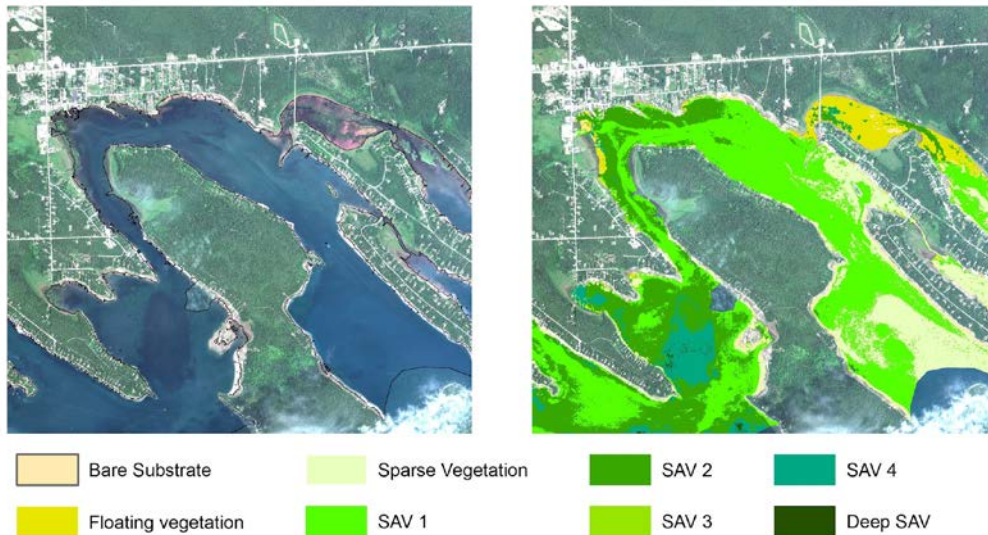 Bare Substrate
Sparse Vegetation
SAV 2
SAV 4
Floating vegetation
SAV 1
SAV 3
Deep SAV